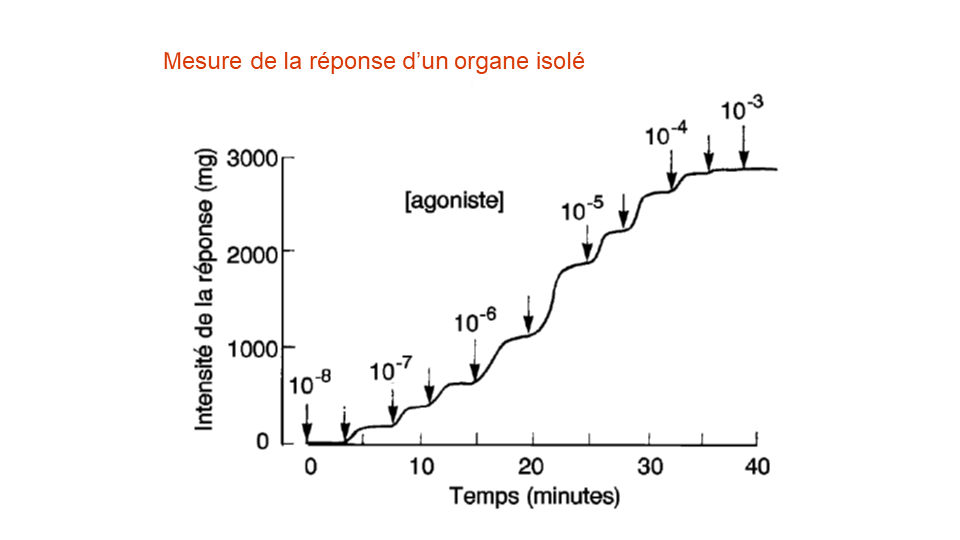 Mesure de la réponse d’un organe isolé
10-3
10-4
3000
[agoniste]
10-5
2000
10-6
1000
10-7
10-8
0
Intensité de la réponse (mg)
0 10 20 30 40
Temps (minutes)